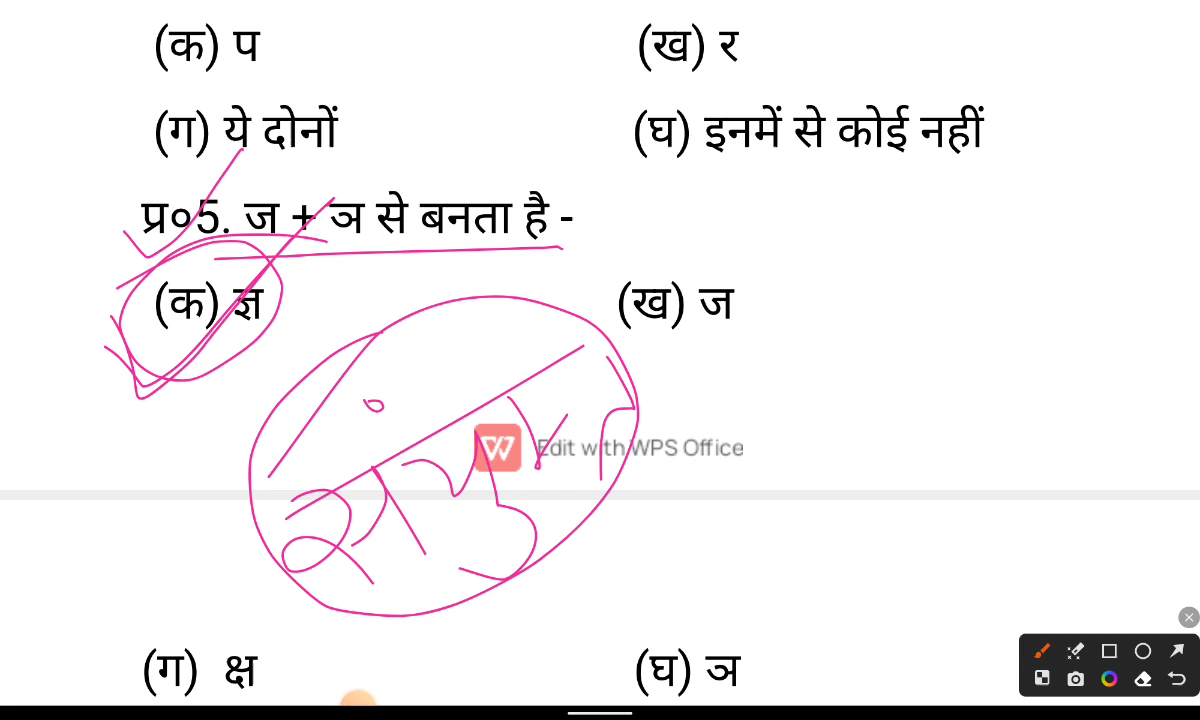 (क) प (ख) र
(ग) ये दोनों (घ) इनमें से कोई नहीं
प्र०5. ज + ञ से बनता है -
(क) ज्ञ (ख) ज
Edit with WPS Office
(ग) क्ष (घ) ञ